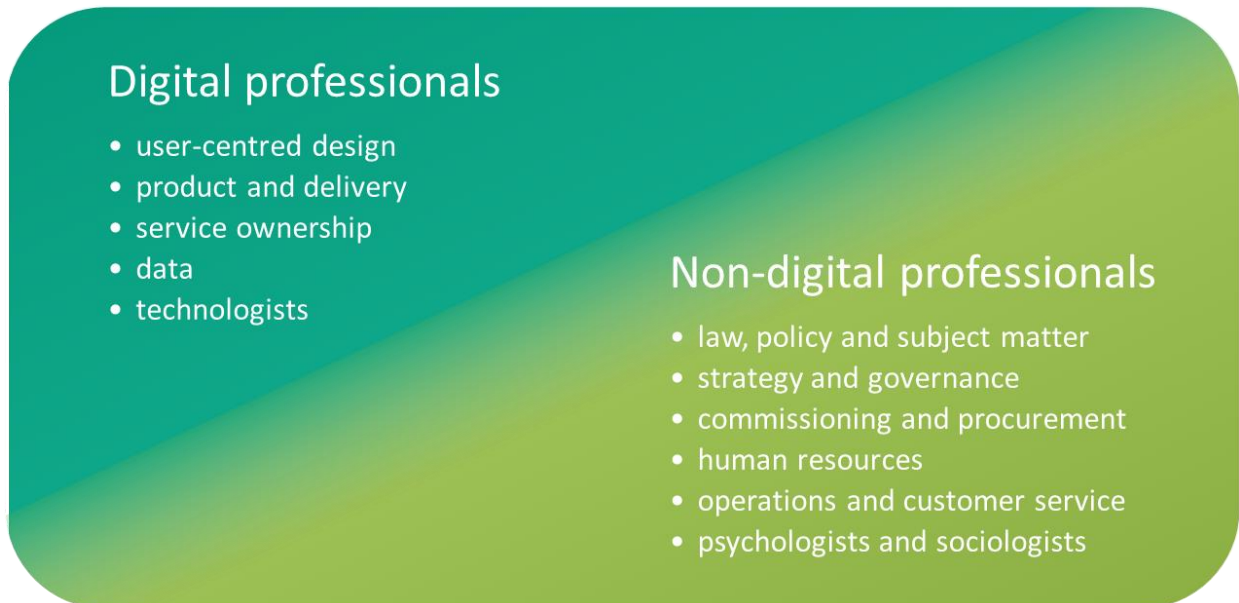 Digital professionals
• user-centred design
• product and delivery
• service ownership
• data
• technologists
Non-digital professionals
• law, policy and subject matter
• strategy and governance
• commissioning and procurement
• human resources
• operations and customer service
• psychologists and sociologists